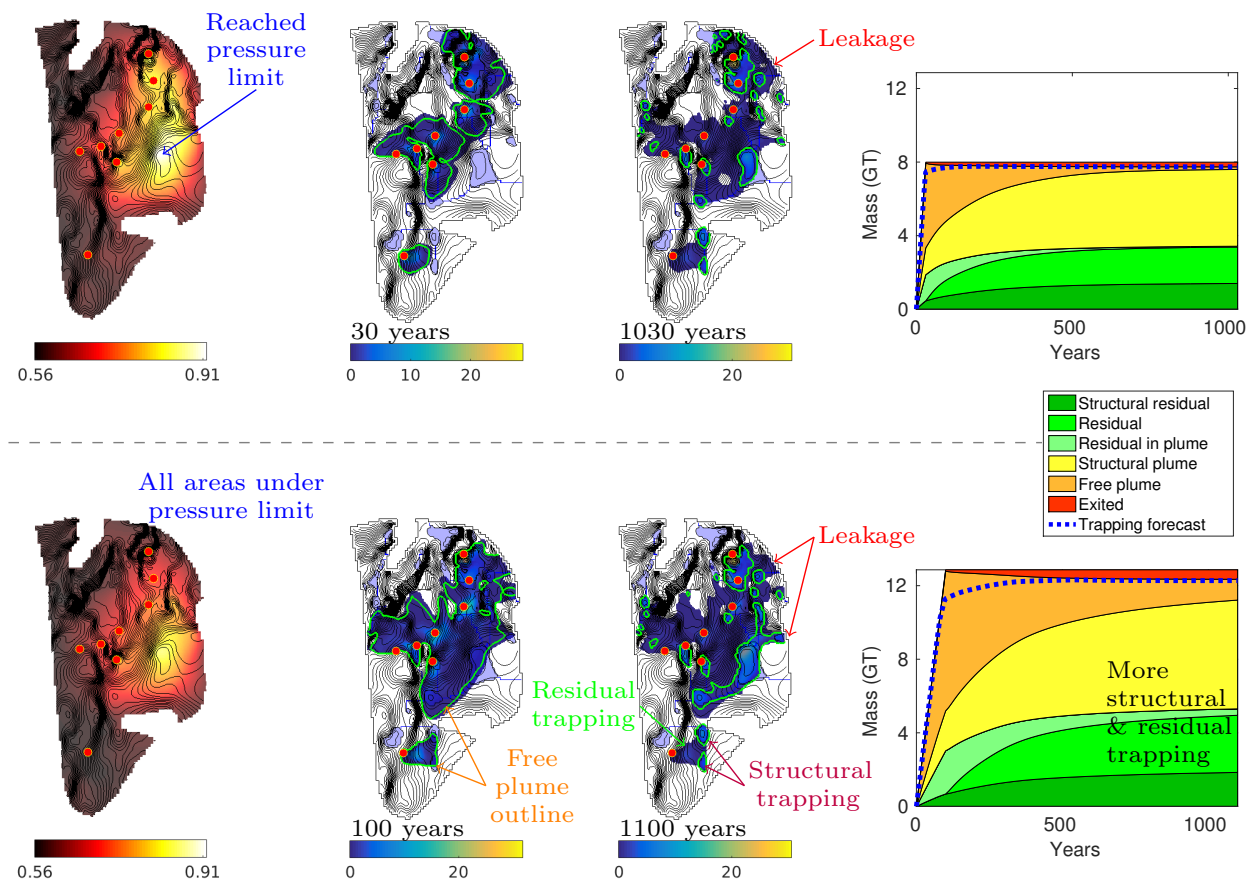 Reached
pressure
limit
0.56 0.91
30 years
0 10 20
Leakage
1030 years
0 20
12
8
4
0
Mass (GT)
0 500 1000
Years
Structural residual
Residual
Residual in plume
Structural plume
Free plume
Exited
Trapping forecast
All areas under
pressure limit
0.56 0.91
Free
plume
outline
100 years
0 20
Leakage
Residual
trapping
Structural
trapping
1100 years
0 20
12
8
4
0
Mass (GT)
More
structural
& residual
trapping
0 500 1000
Years